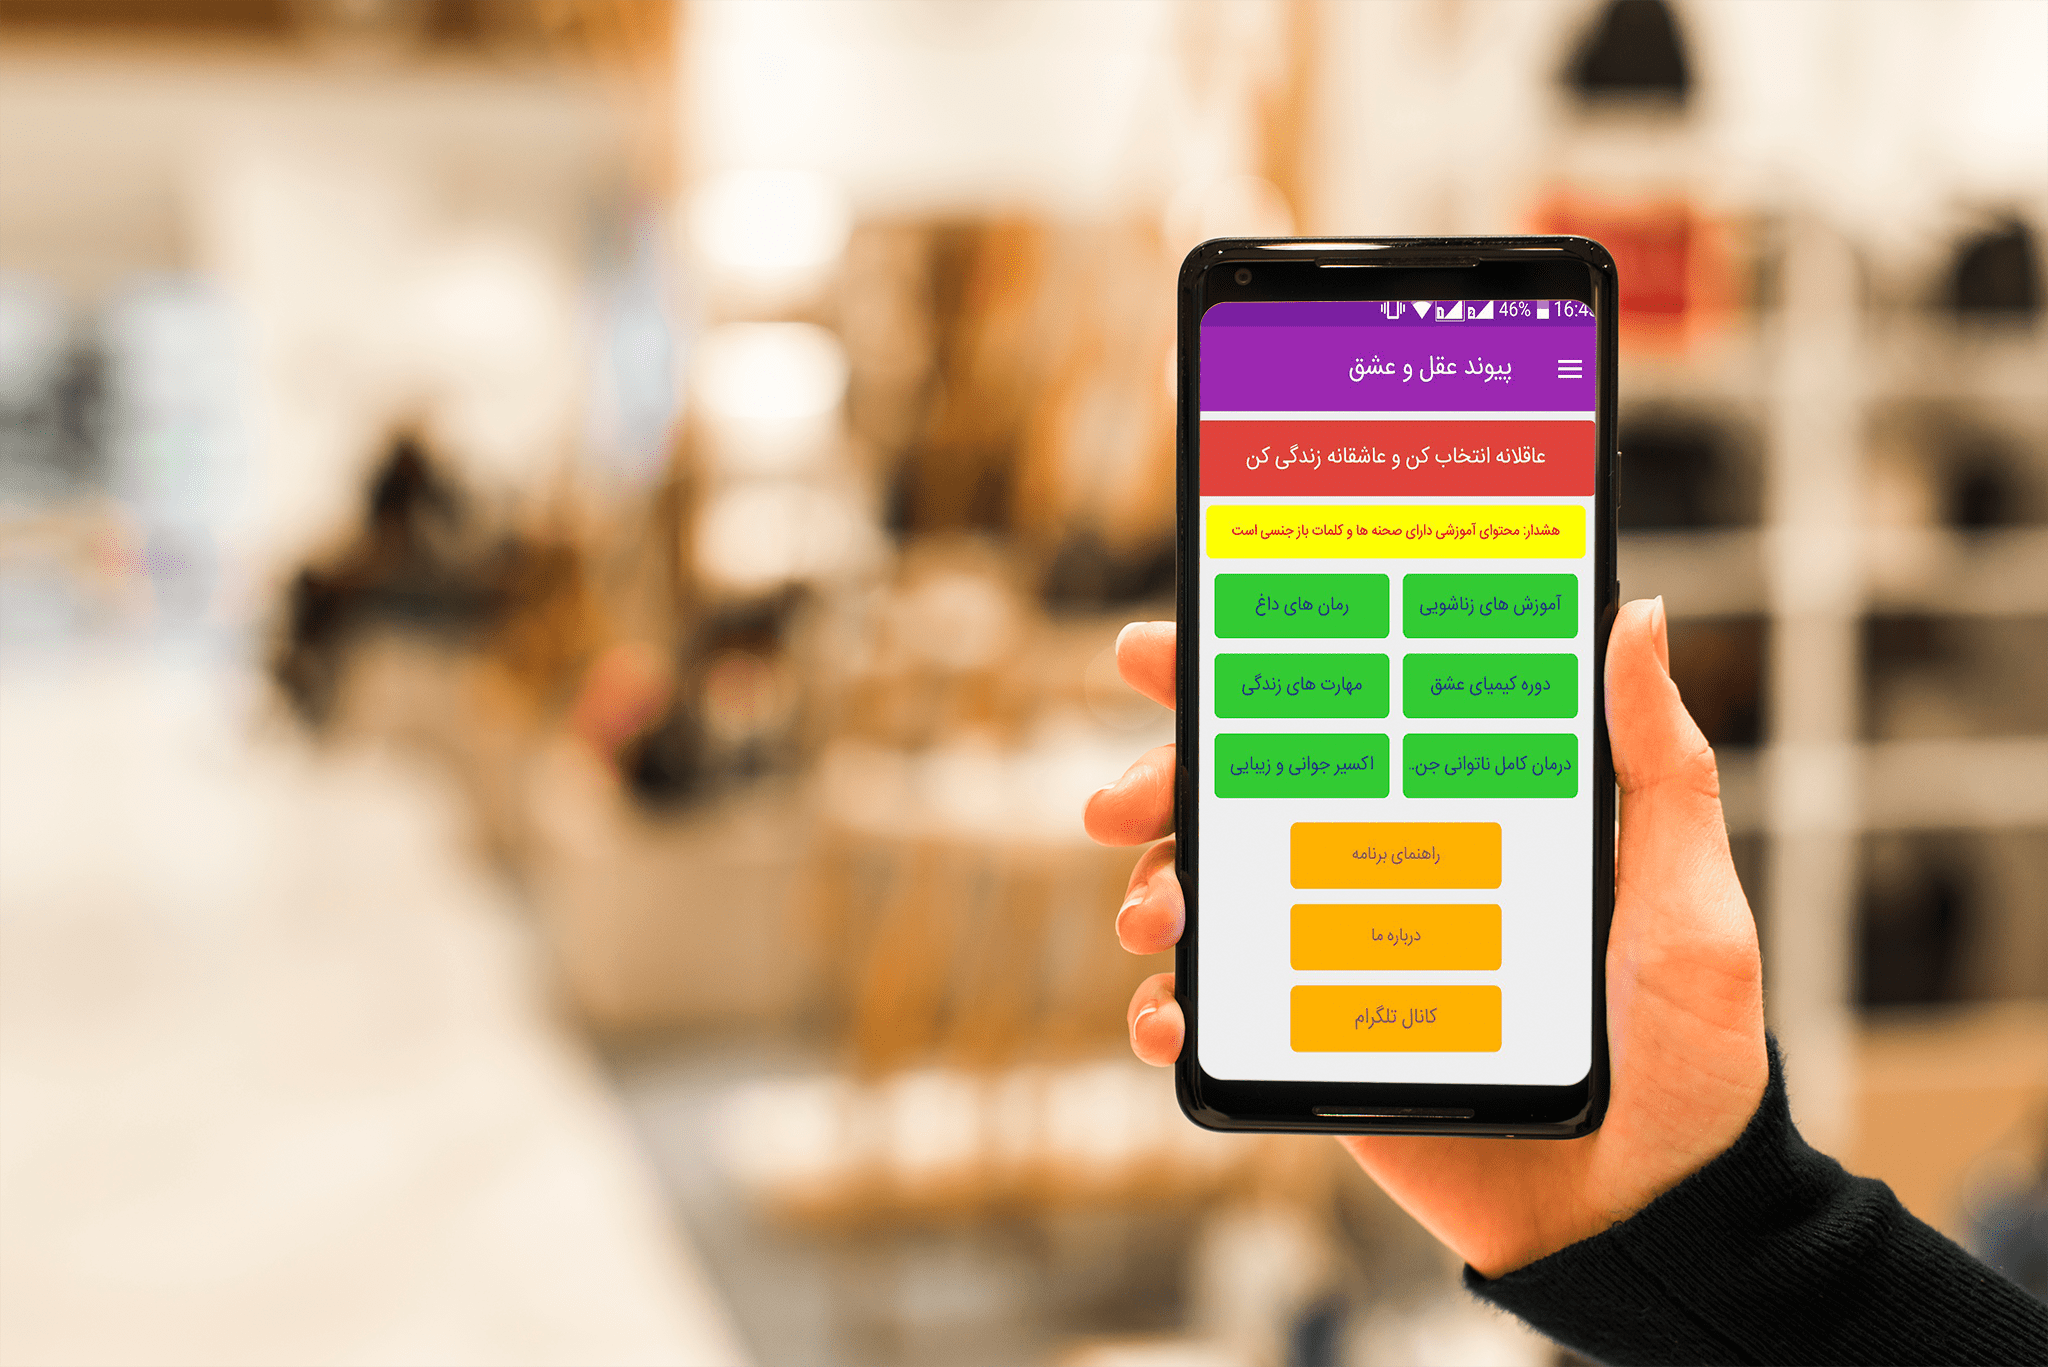 46% 16:4
پیوند عقل و عشق
عاقلانه انتخاب کن و عاشقانه زندگی کن
هشدار: محتوای آموزشی دارای صحنه ها و کلمات باز جنسی است
آموزش های زناشویی
رمان های داغ
دوره کیمیای عشق
مهارت های زندگی
درمان کامل ناتوانی جن..
اکسیر جوانی و زیبایی
راهنمای برنامه
درباره ما
کانال تلگرام